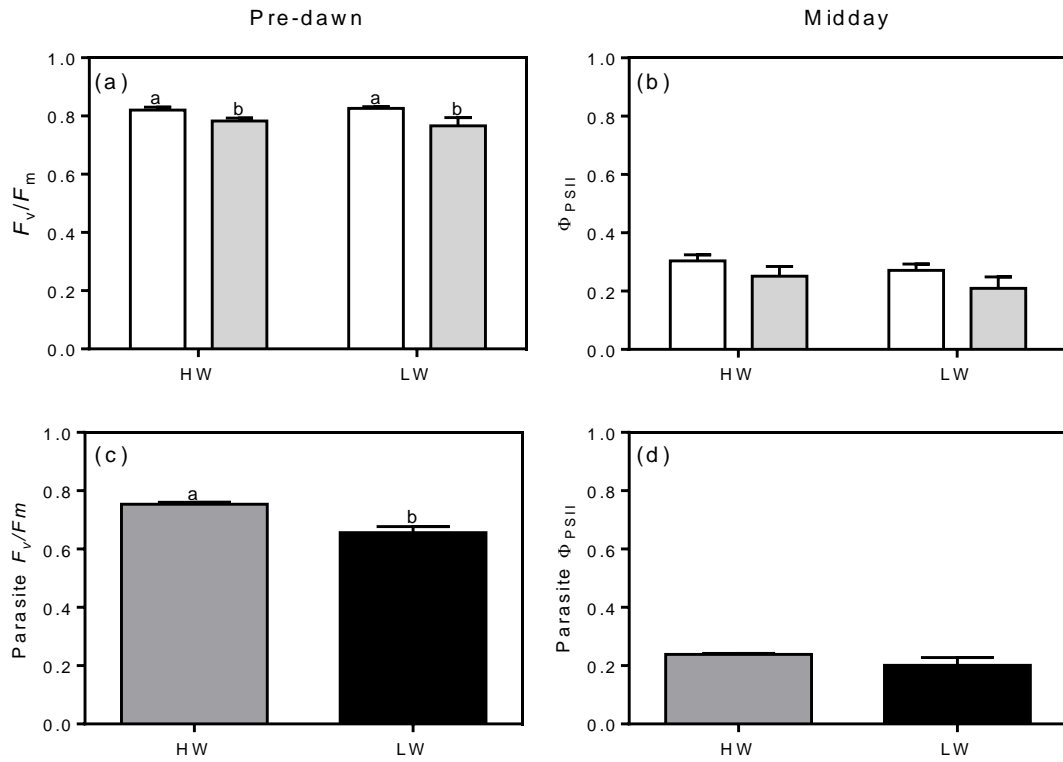 Pre-dawn
Midday
(a)
1.0
0.8
0.6
0.4
0.2
0.0
Fv/Fm
a
b
a
b
HW
LW
(b)
1.0
0.8
0.6
0.4
0.2
0.0
ΦPSII
HW
LW
(c)
1.0
0.8
0.6
0.4
0.2
0.0
Parasite Fv/Fm
a
b
HW
LW
(d)
1.0
0.8
0.6
0.4
0.2
0.0
Parasite ΦPSII
HW
LW